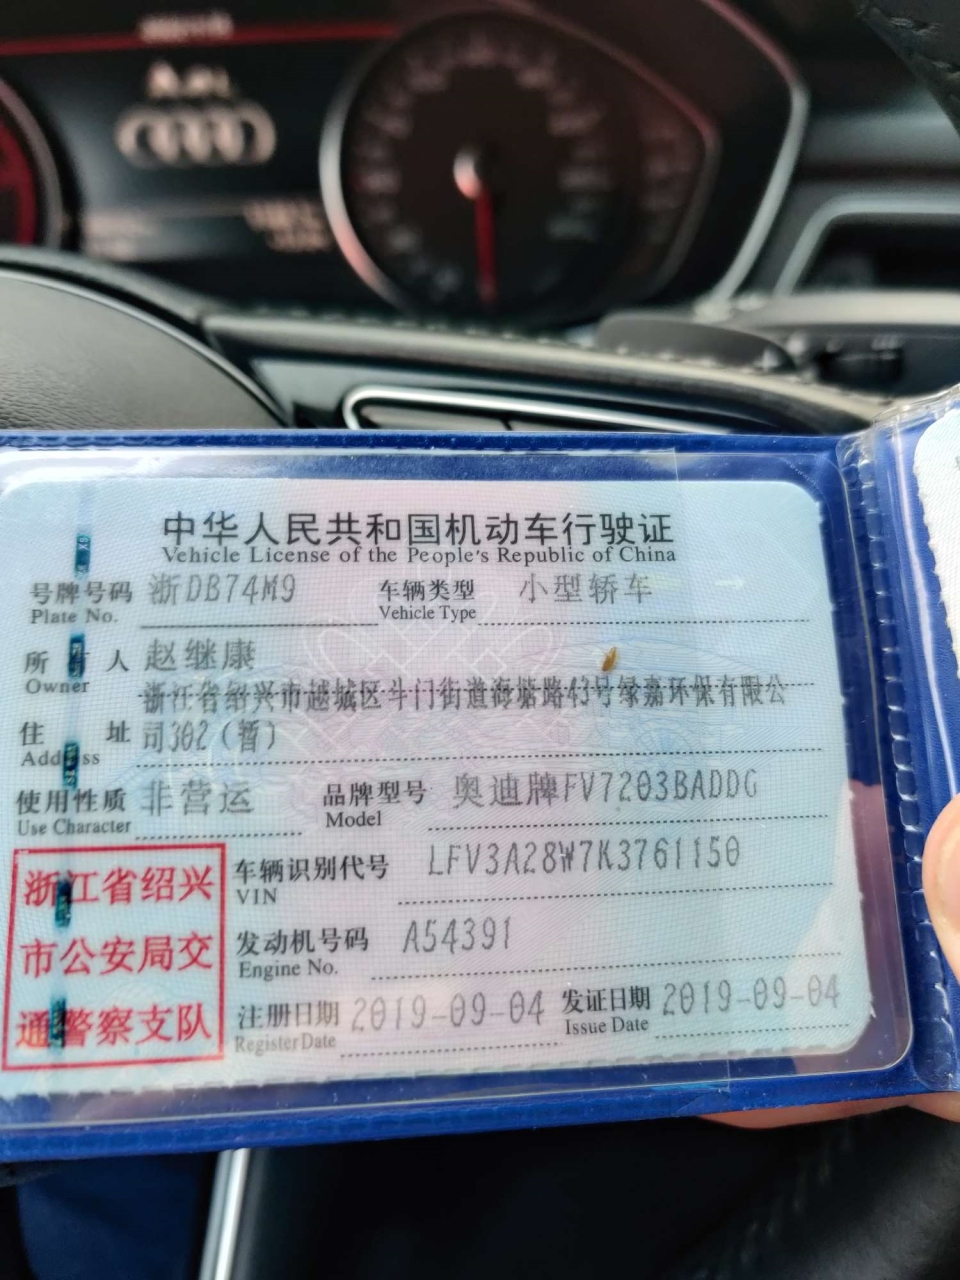 中华人民共和国机动车行驶证
Vehicle License of the People's Republic of China
号牌号码 浙DB74M9 车辆类型 小型轿车
Plate No. Vehicle Type
所有人 赵继康
Owner
浙江省绍兴市越城区斗门街道海塘路43号绿嘉环保有限公
住址 司302(暂)
Address
使用性质 非营运 品牌型号 奥迪牌FV7203BADDG
Use Character Model
车辆识别代号 LFV3A28W7K3761150
VIN
发动机号码 A54391
Engine No.
注册日期 2019-09-04 发证日期 2019-09-04
Register Date Issue Date
浙江省绍兴
市公安局交
通警察支队